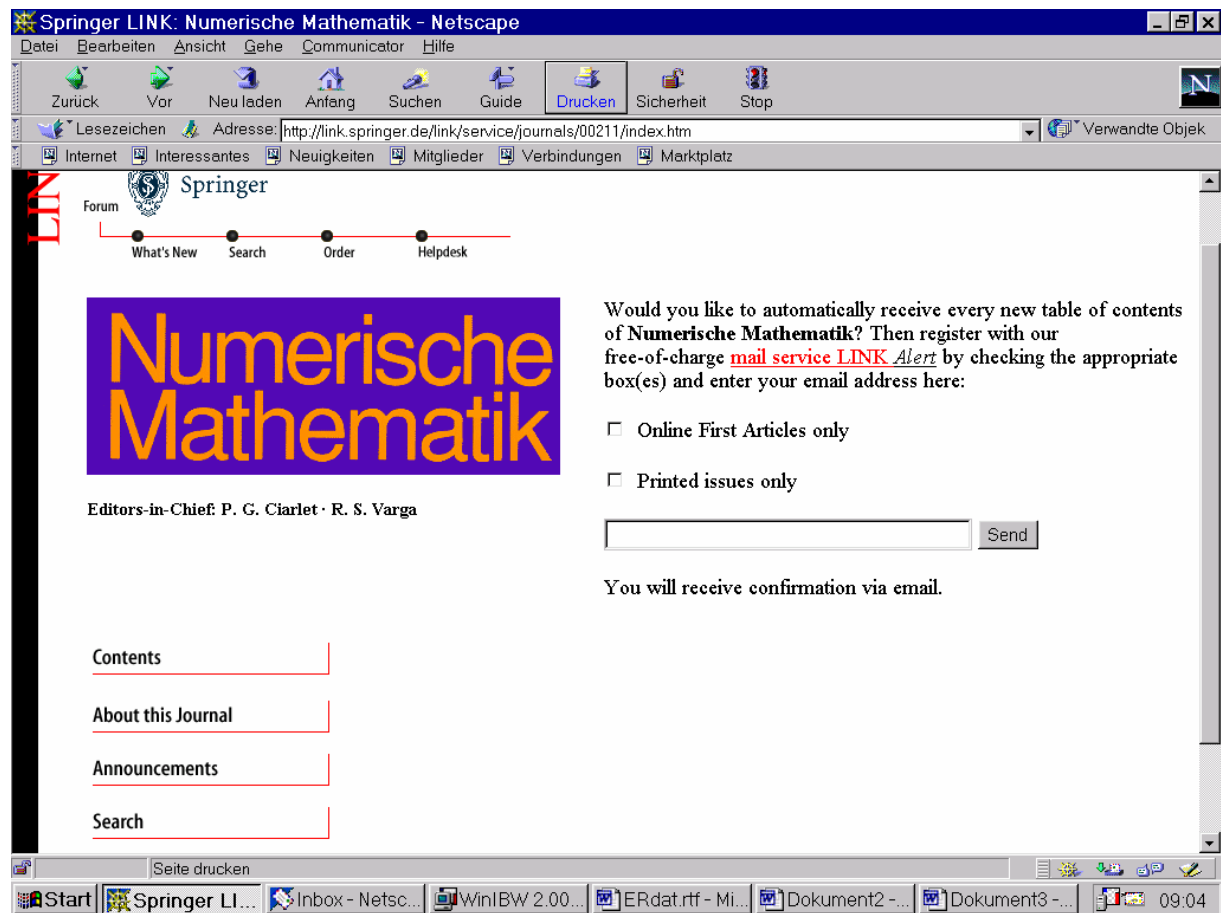 Springer LINK: Numerische Mathematik - Netscape
Datei Bearbeiten Ansicht Gehe Communicator Hilfe
Zurück Vor Neu laden Anfang Suchen Guide Drucken Sicherheit Stop
N
Lesezeichen Adresse: http://link.springer.de/link/service/journals/00211/index.htm Verwandte Objek
Internet Interessantes Neuigkeiten Mitglieder Verbindungen Marktplatz
LIN
Springer
Forum
What's New Search Order Helpdesk
Numerische
Mathematik
Editors-in-Chief: P. G. Ciarlet · R. S. Varga
Would you like to automatically receive every new table of contents
of Numerische Mathematik? Then register with our
free-of-charge mail service LINK Alert by checking the appropriate
box(es) and enter your email address here:
Online First Articles only
Printed issues only
Send
You will receive confirmation via email.
Contents
About this Journal
Announcements
Search
Seite drucken
Start Springer LI... Inbox - Netsc... WinIBW 2.00... ERdat.rtf - Mi... Dokument2 -... Dokument3 -... 09:04